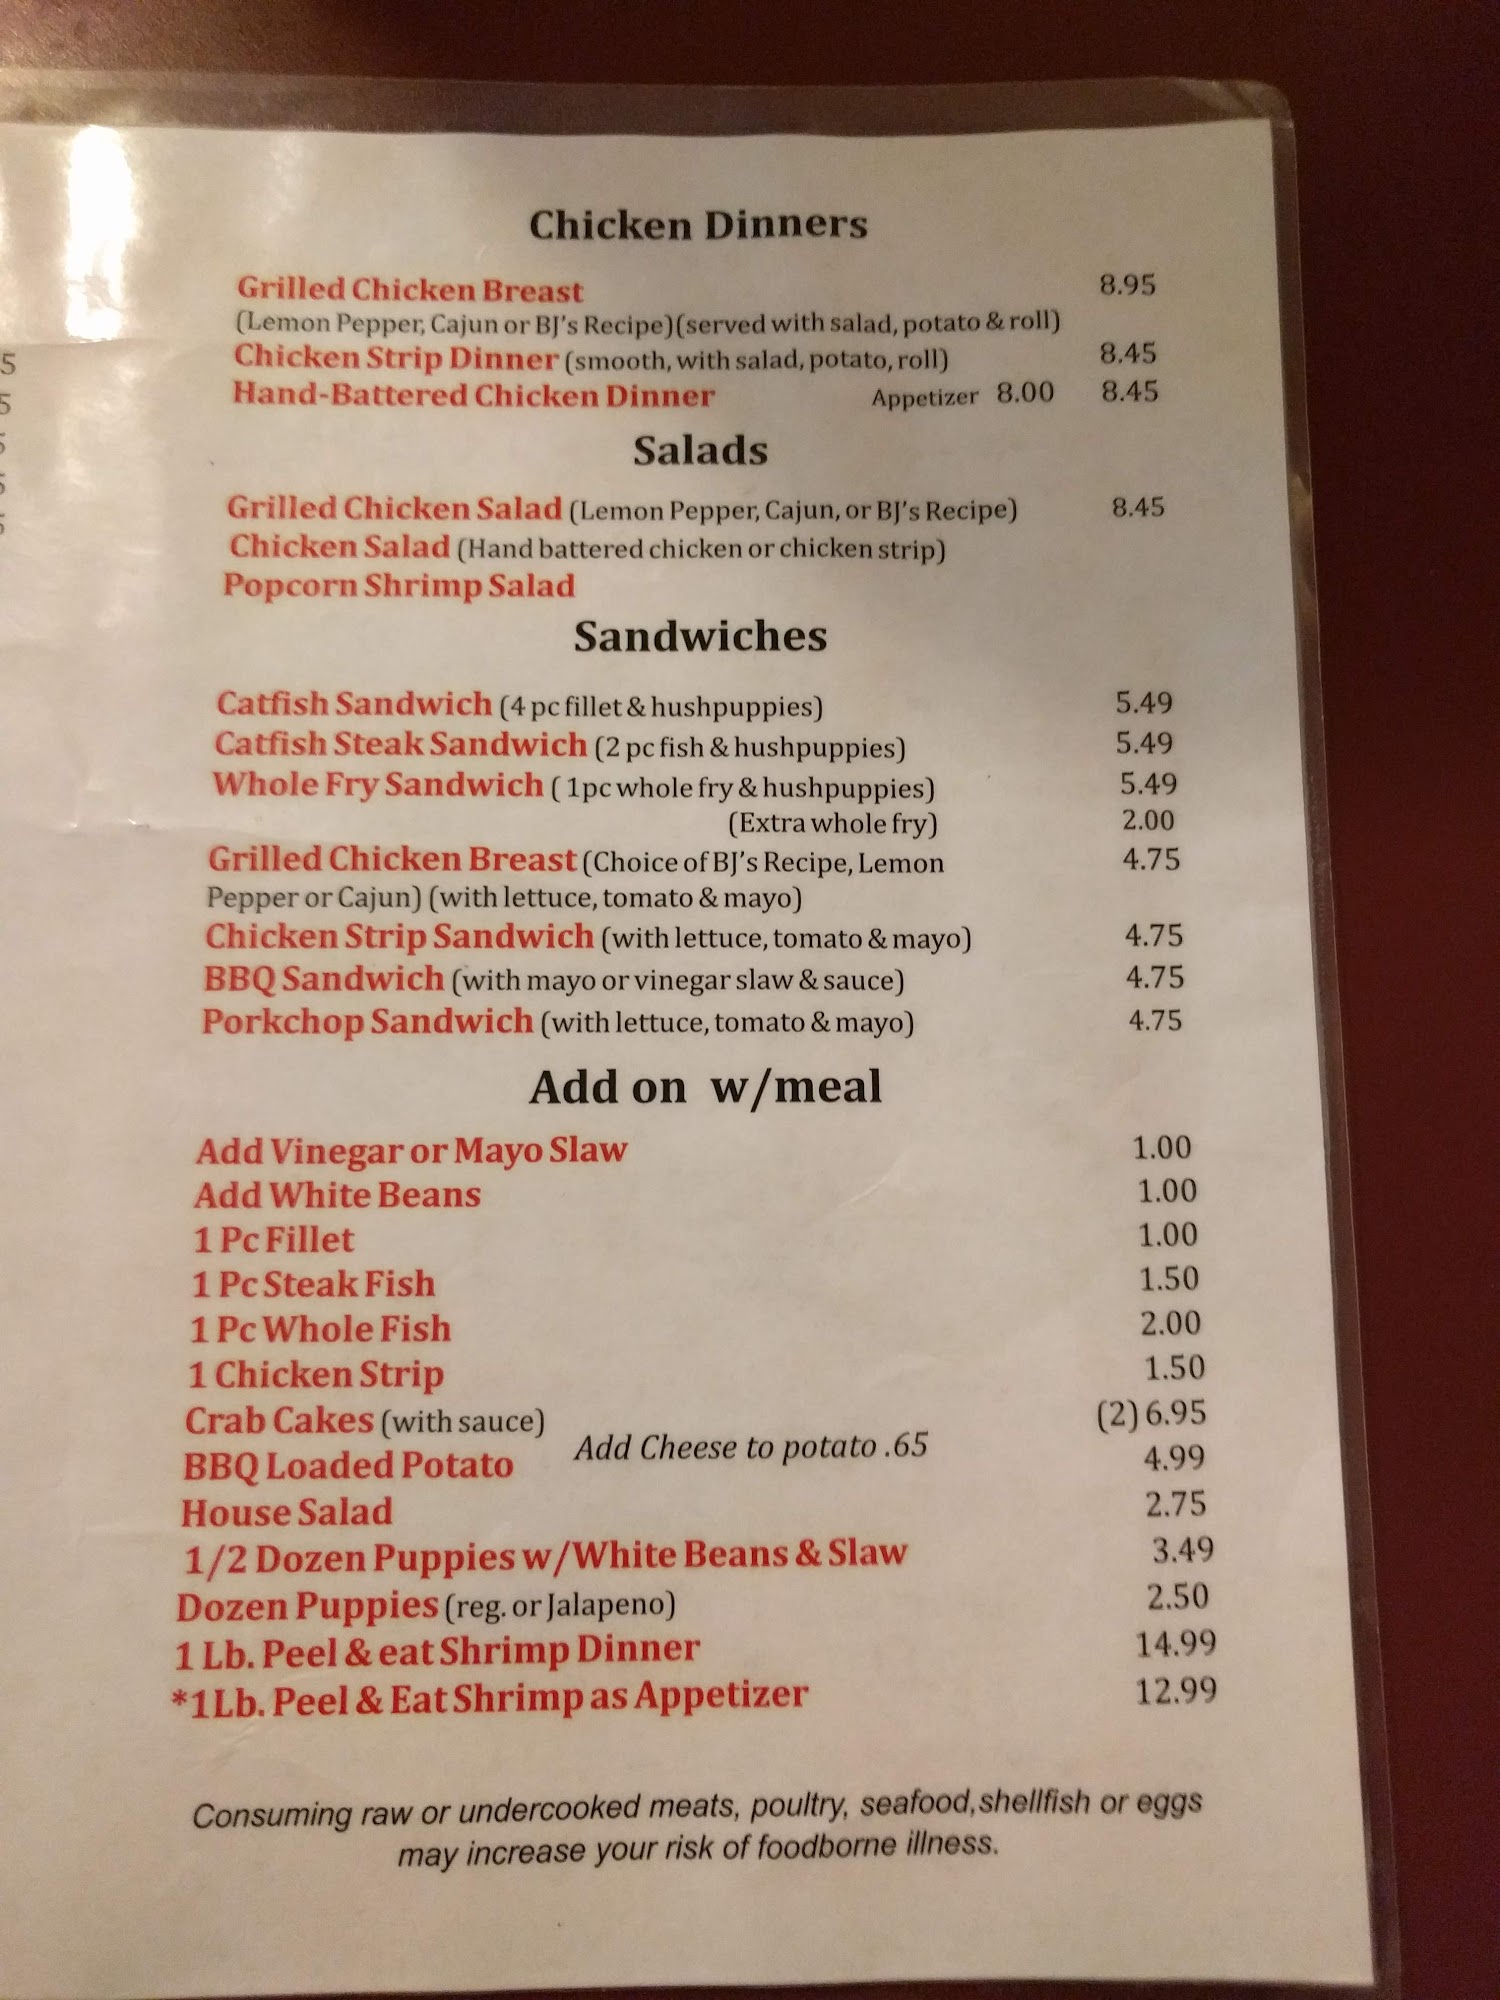 Chicken Dinners
Grilled Chicken Breast 8.95
(Lemon Pepper, Cajun or BJ's Recipe)(served with salad, potato & roll)
Chicken Strip Dinner (smooth, with salad, potato, roll) 8.45
Hand-Battered Chicken Dinner Appetizer 8.00 8.45
Salads
Grilled Chicken Salad (Lemon Pepper, Cajun, or BJ's Recipe) 8.45
Chicken Salad (Hand battered chicken or chicken strip)
Popcorn Shrimp Salad
Sandwiches
Catfish Sandwich (4 pc fillet & hushpuppies) 5.49
Catfish Steak Sandwich (2 pc fish & hushpuppies) 5.49
Whole Fry Sandwich ( 1pc whole fry & hushpuppies) 5.49
(Extra whole fry) 2.00
Grilled Chicken Breast (Choice of BJ's Recipe, Lemon 4.75
Pepper or Cajun) (with lettuce, tomato & mayo)
Chicken Strip Sandwich (with lettuce, tomato & mayo) 4.75
BBQ Sandwich (with mayo or vinegar slaw & sauce) 4.75
Porkchop Sandwich (with lettuce, tomato & mayo) 4.75
Add on w/meal
Add Vinegar or Mayo Slaw 1.00
Add White Beans 1.00
1 Pc Fillet 1.00
1 Pc Steak Fish 1.50
1 Pc Whole Fish 2.00
1 Chicken Strip 1.50
Crab Cakes (with sauce) (2) 6.95
BBQ Loaded Potato Add Cheese to potato .65 4.99
House Salad 2.75
1/2 Dozen Puppies w/White Beans & Slaw 3.49
Dozen Puppies (reg. or Jalapeno) 2.50
1 Lb. Peel & eat Shrimp Dinner 14.99
*1Lb. Peel & Eat Shrimp as Appetizer 12.99
Consuming raw or undercooked meats, poultry, seafood,shellfish or eggs
may increase your risk of foodborne illness.